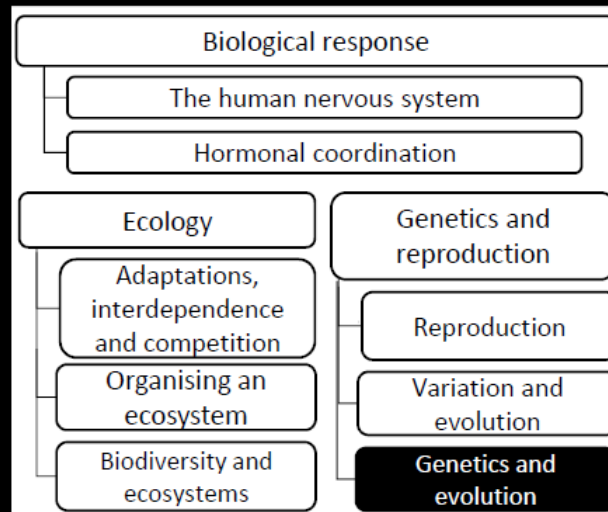 Biological response
The human nervous system
Hormonal coordination
Ecology
Adaptations,
interdependence
and competition
Organising an
ecosystem
Biodiversity and
ecosystems
Genetics and
reproduction
Reproduction
Variation and
evolution
Genetics and
evolution